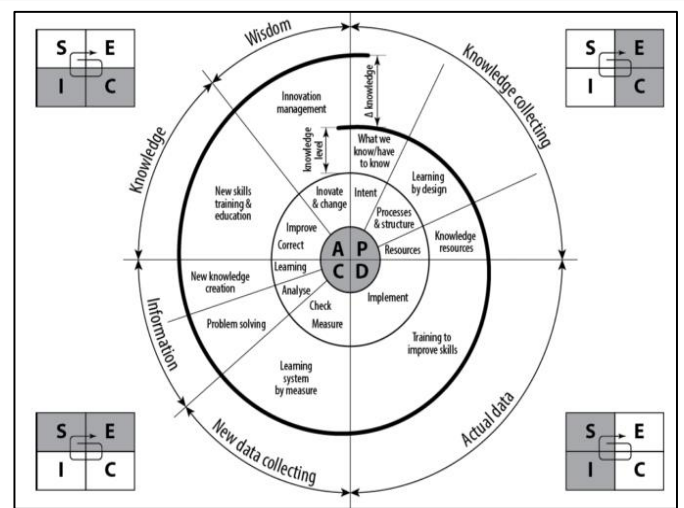 S E
I C
Wisdom
S E
I C
Knowledge collecting
Knowledge
Innovation
management
Δ knowledge
knowledge
level
What we
know/have
to know
Learning
by design
New skills
training &
education
Inovate
& change
Intent
Processes
& structure
Improve
Correct
A P
C D
Resources
Knowledge
resources
Learning
New knowledge
creation
Analyse
Implement
Information
Problem solving
Check
Measure
Training to
improve skills
Learning
system
by measure
Actual data
New data collecting
S E
I C
S E
I C